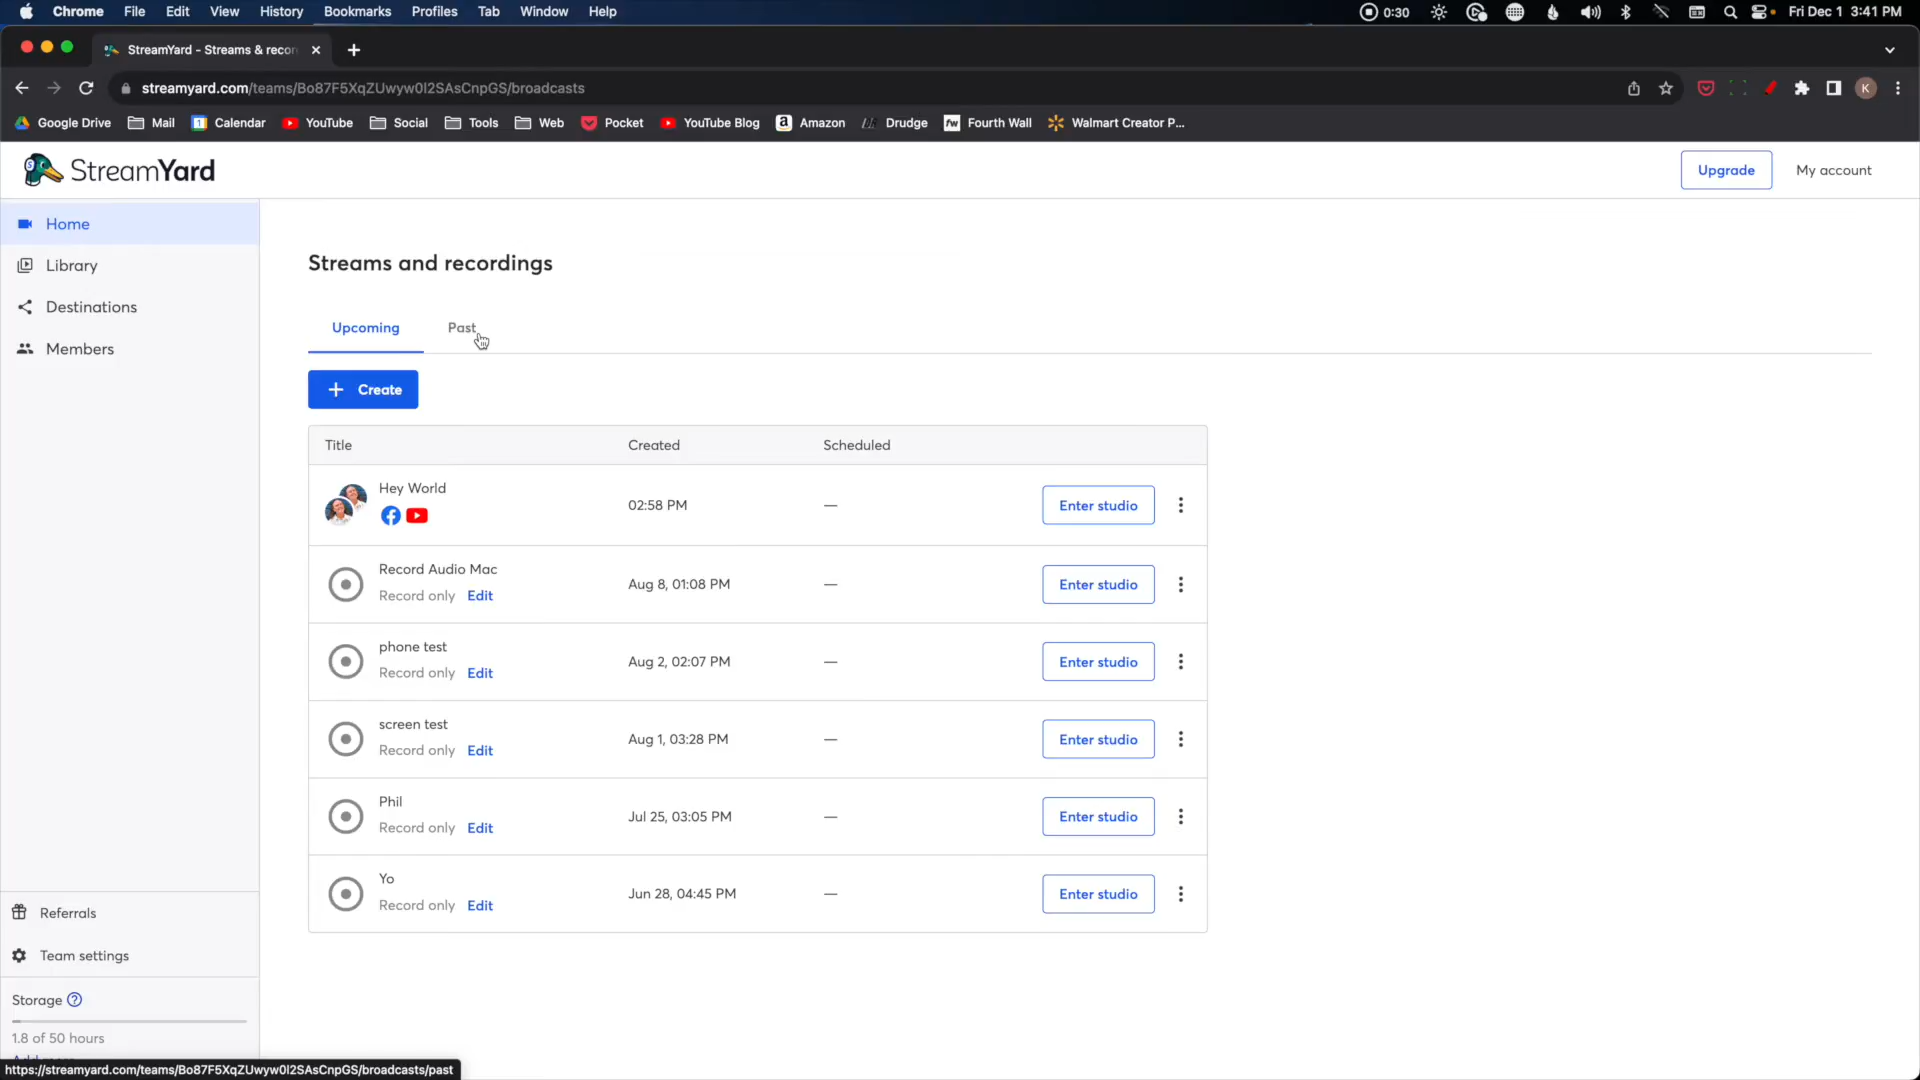 Chrome File Edit View History Bookmarks Profiles Tab Window Help 0:30 Fri Dec 1 3:41 PM
StreamYard - Streams & recor
streamyard.com/teams/Bo87F5XqZUwyw0l2SAsCnpGS/broadcasts K
Google Drive Mail 1 Calendar YouTube Social Tools Web Pocket YouTube Blog a Amazon Drudge fw Fourth Wall Walmart Creator P...
StreamYard Upgrade My account
Home
Library
Destinations
Members
Streams and recordings
Upcoming Past
+ Create
Title Created Scheduled
Hey World 02:58 PM — Enter studio
Record Audio Mac
Record only Edit Aug 8, 01:08 PM — Enter studio
phone test
Record only Edit Aug 2, 02:07 PM — Enter studio
screen test
Record only Edit Aug 1, 03:28 PM — Enter studio
Phil
Record only Edit Jul 25, 03:05 PM — Enter studio
Yo
Record only Edit Jun 28, 04:45 PM — Enter studio
Referrals
Team settings
Storage ?
1.8 of 50 hours
https://streamyard.com/teams/Bo87F5XqZUwyw0l2SAsCnpGS/broadcasts/past